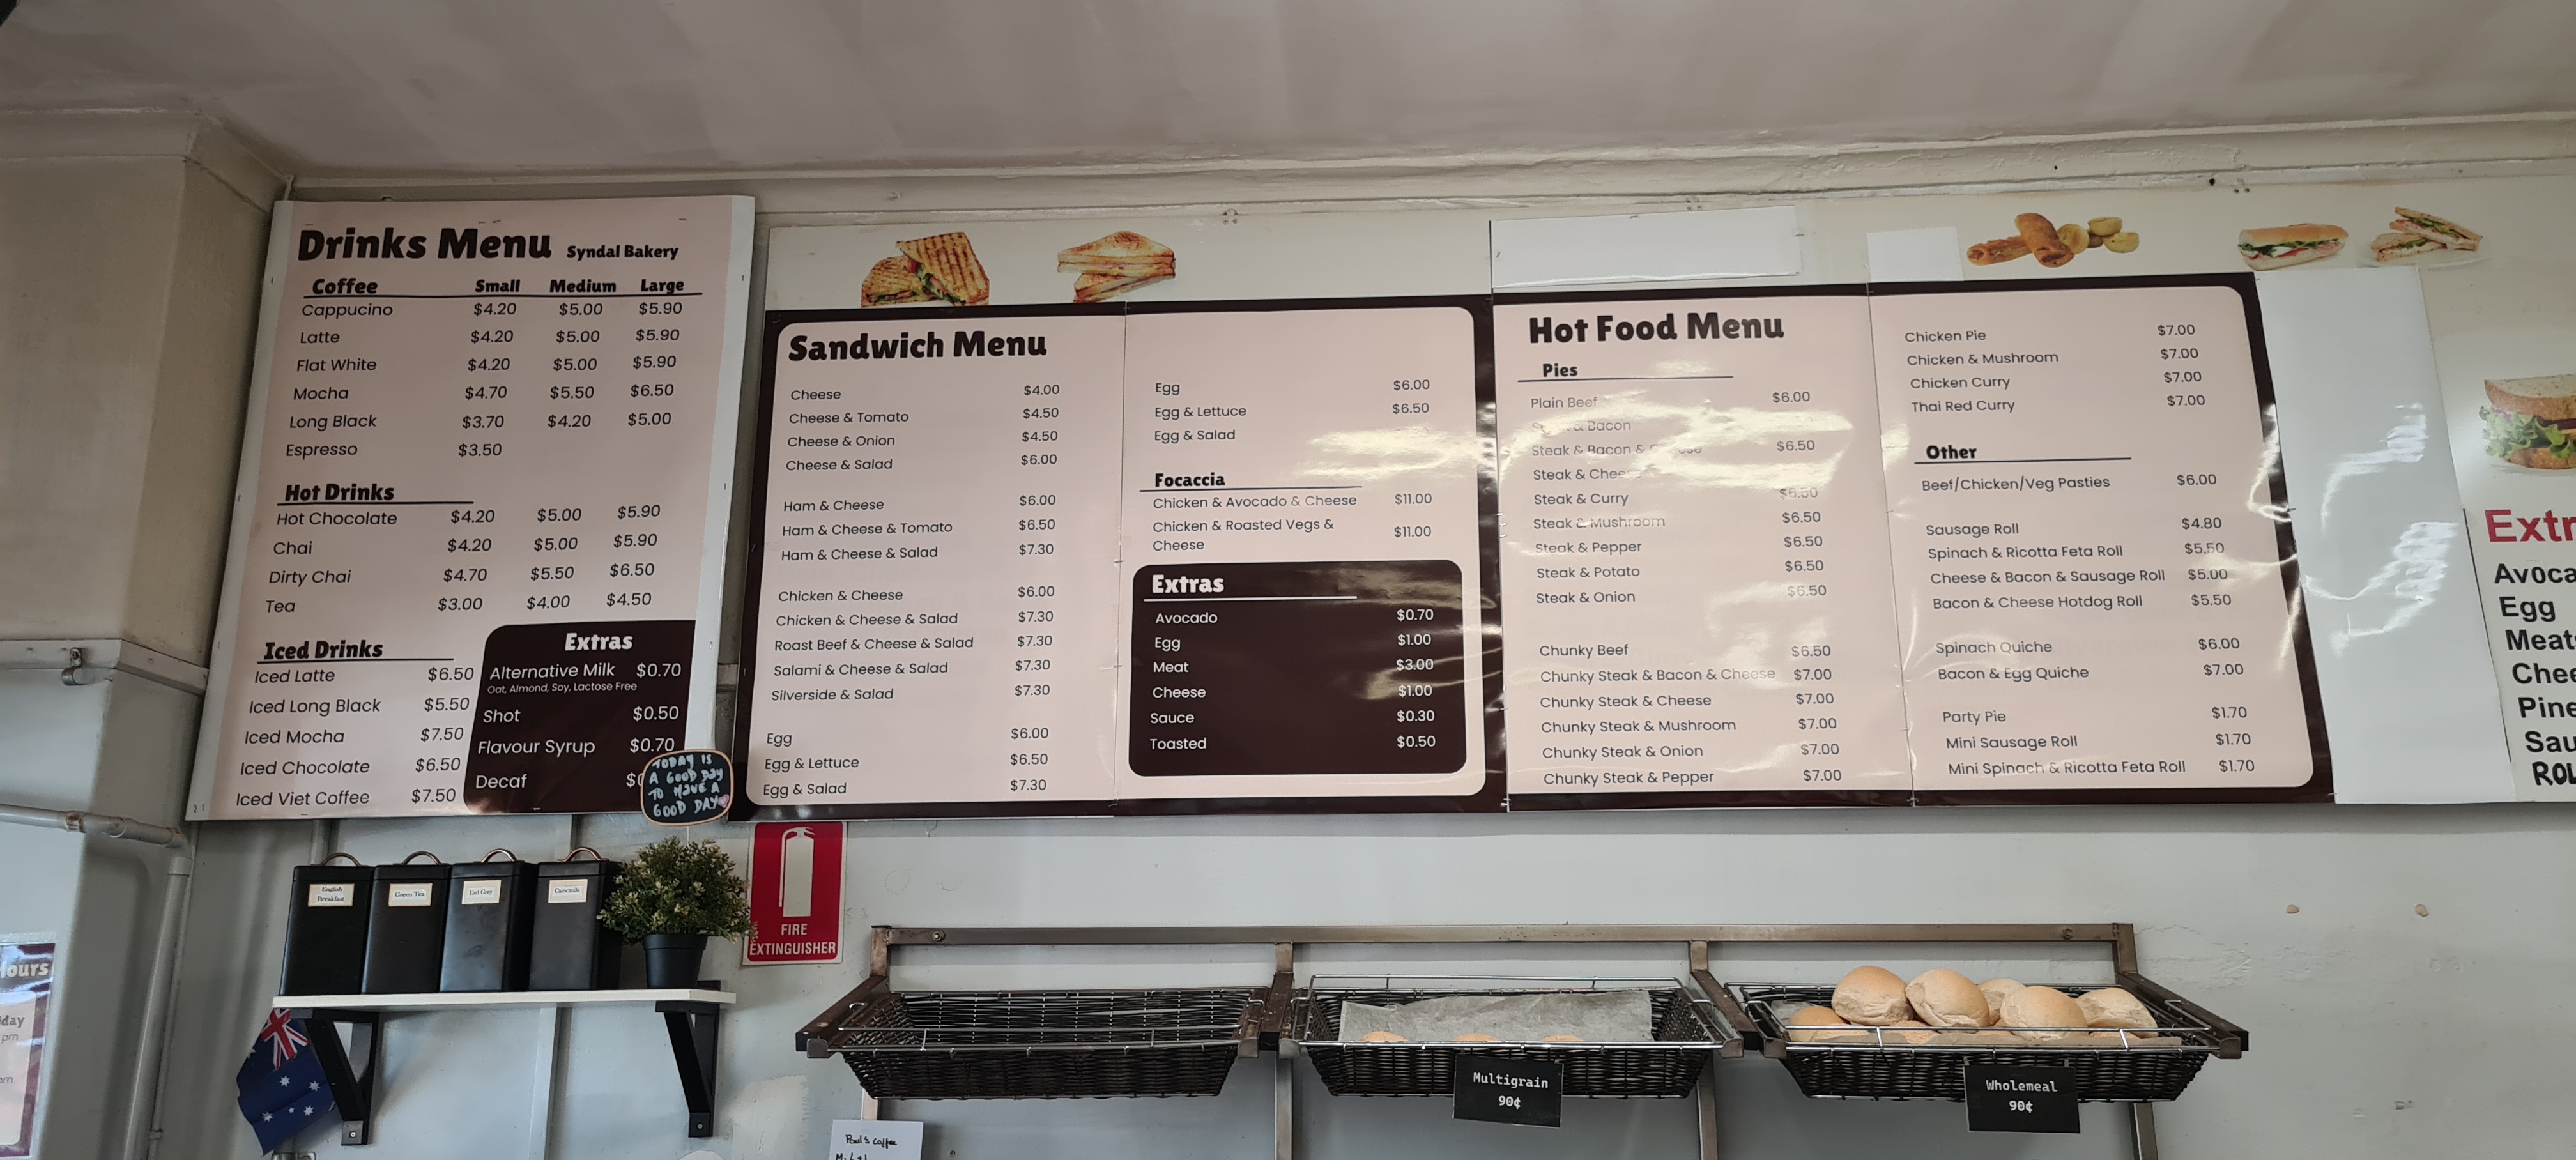 Drinks Menu Syndal Bakery
Coffee Small Medium Large
Cappucino $4.20 $5.00 $5.90
Latte $4.20 $5.00 $5.90
Flat White $4.20 $5.00 $5.90
Mocha $4.70 $5.50 $6.50
Long Black $3.70 $4.20 $5.00
Espresso $3.50
Hot Drinks
Hot Chocolate $4.20 $5.00 $5.90
Chai $4.20 $5.00 $5.90
Dirty Chai $4.70 $5.50 $6.50
Tea $3.00 $4.00 $4.50
Iced Drinks
Iced Latte $6.50
Iced Long Black $5.50
Iced Mocha $7.50
Iced Chocolate $6.50
Iced Viet Coffee $7.50
Extras
Alternative Milk $0.70
Oat, Almond, Soy, Lactose Free
Shot $0.50
Flavour Syrup $0.70
Decaf
TODAY IS
A GOOD DAY
TO HAVE A
GOOD DAY
Sandwich Menu
Cheese $4.00
Cheese & Tomato $4.50
Cheese & Onion $4.50
Cheese & Salad $6.00
Ham & Cheese $6.00
Ham & Cheese & Tomato $6.50
Ham & Cheese & Salad $7.30
Chicken & Cheese $6.00
Chicken & Cheese & Salad $7.30
Roast Beef & Cheese & Salad $7.30
Salami & Cheese & Salad $7.30
Silverside & Salad $7.30
Egg $6.00
Egg & Lettuce $6.50
Egg & Salad $7.30
Egg $6.00
Egg & Lettuce $6.50
Egg & Salad
Focaccia
Chicken & Avocado & Cheese $11.00
Chicken & Roasted Vegs & $11.00
Cheese
Extras
Avocado $0.70
Egg $1.00
Meat $3.00
Cheese $1.00
Sauce $0.30
Toasted $0.50
Hot Food Menu
Pies
Plain Beef $6.00
& Bacon
Steak & Bacon & $6.50
Steak &
Steak & Curry $6.50
Steak & Mushroom $6.50
Steak & Pepper $6.50
Steak & Potato $6.50
Steak & Onion $6.50
Chunky Beef $6.50
Chunky Steak & Bacon & Cheese $7.00
Chunky Steak & Cheese $7.00
Chunky Steak & Mushroom $7.00
Chunky Steak & Onion $7.00
Chunky Steak & Pepper $7.00
Chicken Pie $7.00
Chicken & Mushroom $7.00
Chicken Curry $7.00
Thai Red Curry $7.00
Other
Beef/Chicken/Veg Pasties $6.00
Sausage Roll $4.80
Spinach & Ricotta Feta Roll $5.50
Cheese & Bacon & Sausage Roll $5.00
Bacon & Cheese Hotdog Roll $5.50
Spinach Quiche $6.00
Bacon & Egg Quiche $7.00
Party Pie $1.70
Mini Sausage Roll $1.70
Mini Spinach & Ricotta Feta Roll $1.70
Extr
Avoca
Egg
Meat
Chee
Pine
Sau
ROL
English
Breakfast
Green Tea
Earl Grey
Camomile
FIRE
EXTINGUISHER
Multigrain
90¢
Wholemeal
90¢
Hours
day
pm
Paul's Coffee